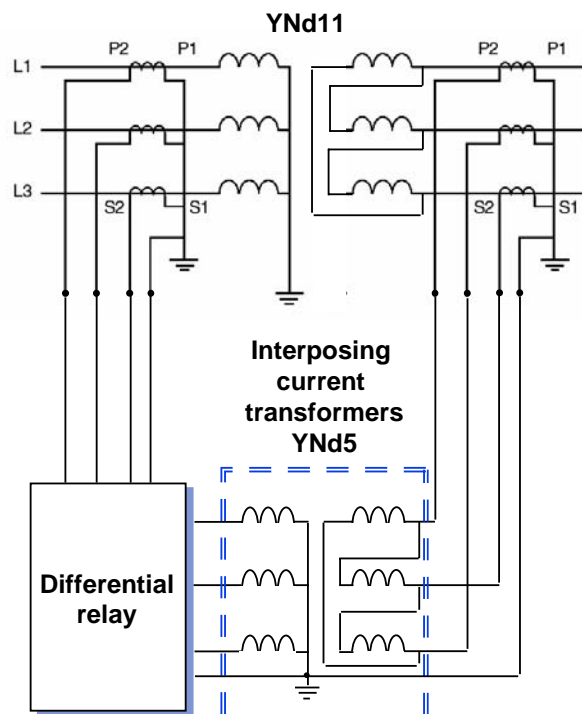 YNd11
P2 P1
P2 P1
L1
L2
L3
S2 S1
S2 S1
Interposing
current
transformers
YNd5
Differential
relay